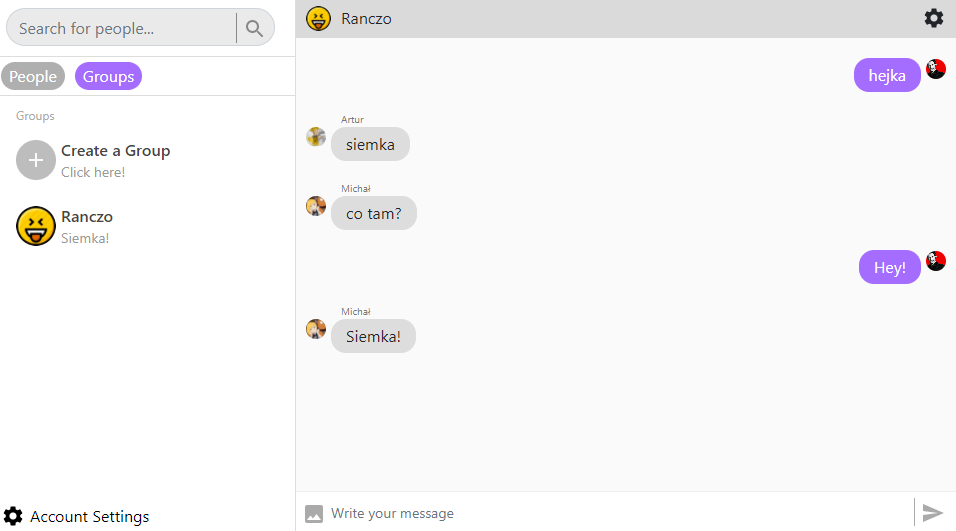 Search for people...
People
Groups
Groups
Create a Group
Click here!
Ranczo
Siemka!
Account Settings
Ranczo
hejka
Artur
siemka
Michał
co tam?
Hey!
Michał
Siemka!
Write your message